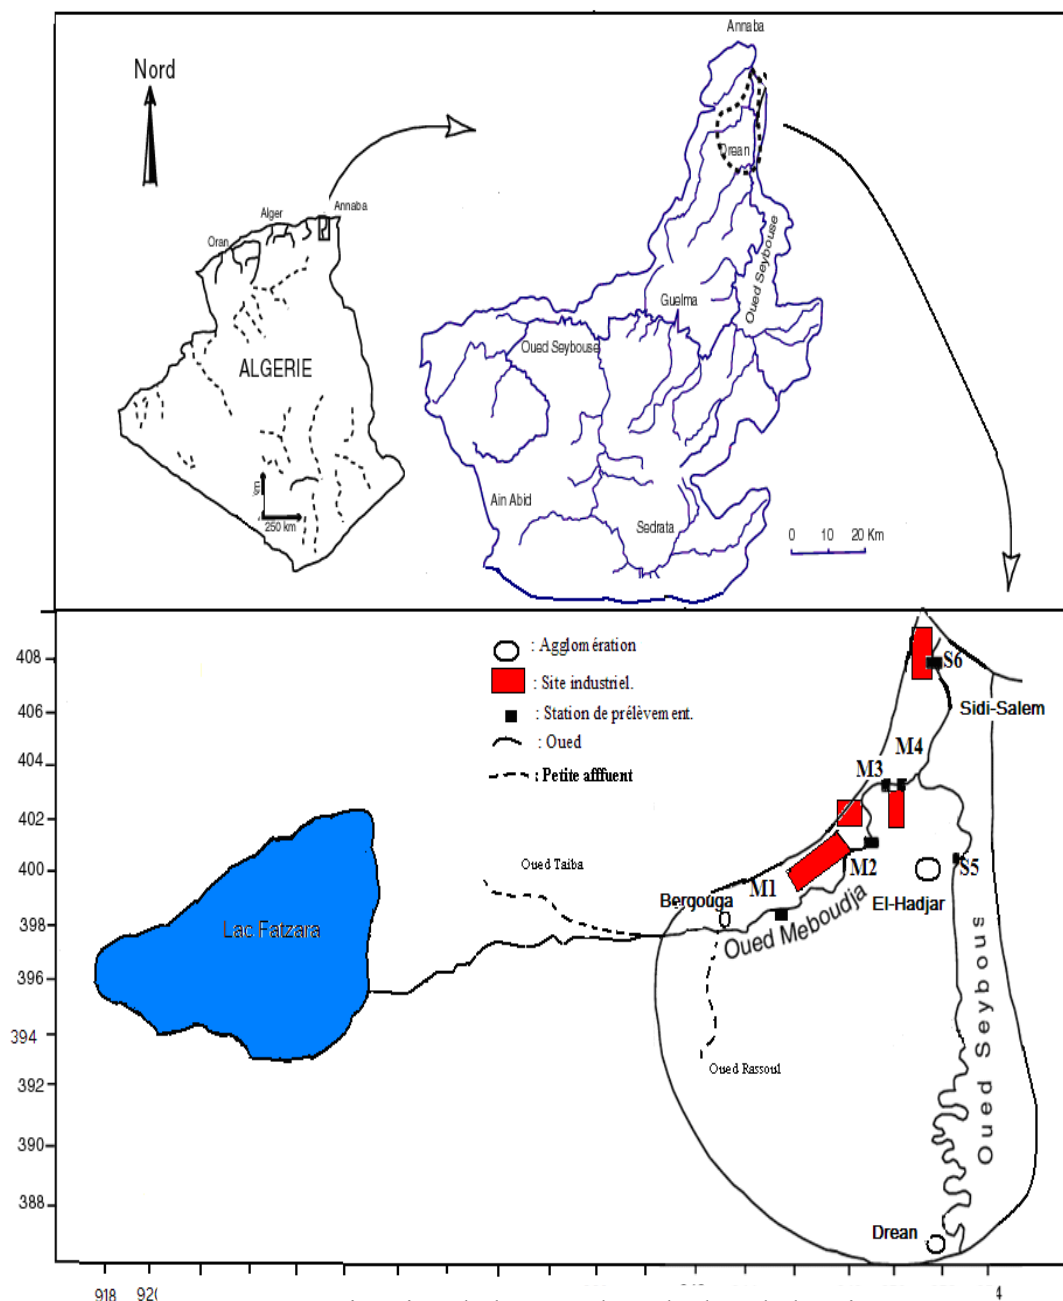 Annaba
Nord
Drean
Annaba
Alger
Oran
Oued Seybouse
Guelma
Oued Seybouse
ALGERIE
Ain Abid
Sedrata
250 km
0 10 20 Km
408
406
404
402
400
398
396
394
392
390
388
: Agglomération
: Site industriel.
: Station de prélèvement.
: Oued
: Petite afffuent
S6
Sidi-Salem
M4
M3
M2
M1
S5
El-Hadjar
Oued Taiba
Bergouga
Oued Meboudja
Lac Fatzara
Oued Rassoul
Oued Seybous
Drean
918 920
4